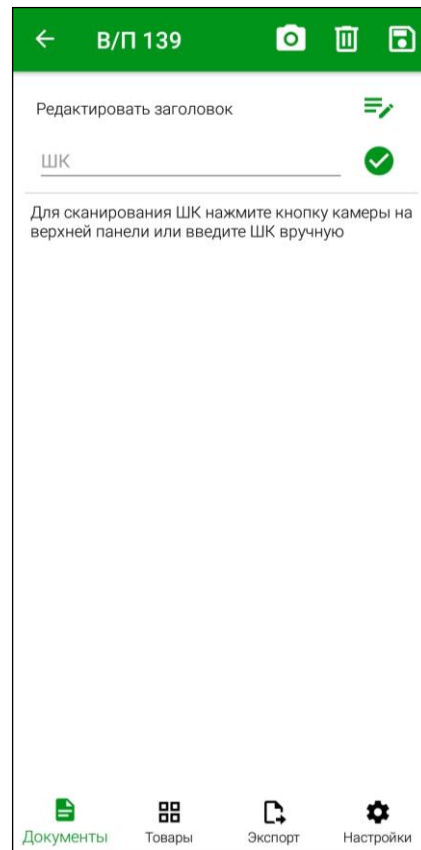 В/П 139
Редактировать заголовок
ШК
Для сканирования ШК нажмите кнопку камеры на
верхней панели или введите ШК вручную
Документы Товары Экспорт Настройки